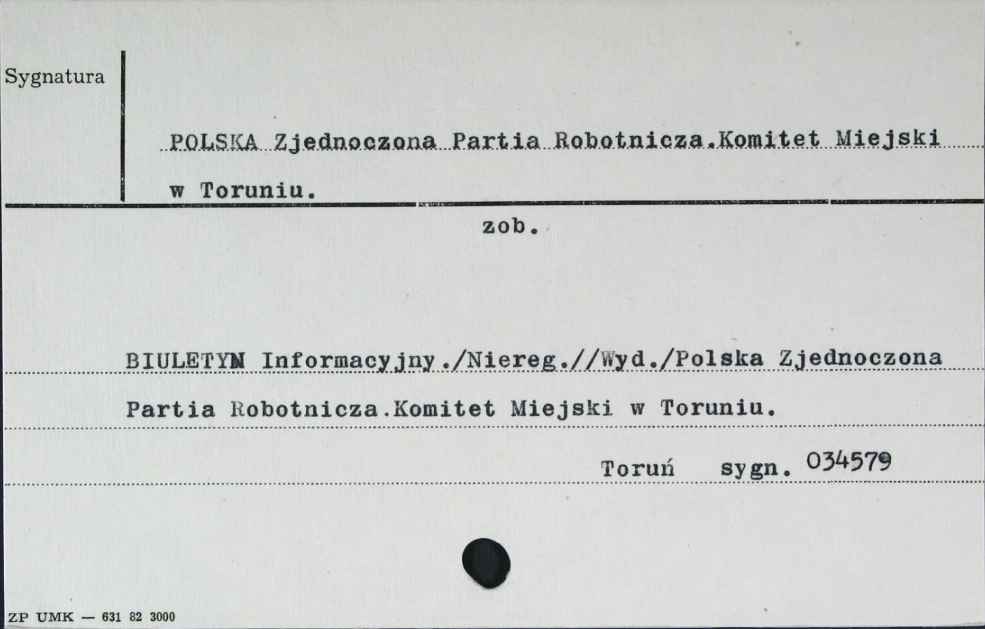 Sygnatura
POLSKA Zjednoczona Partia Robotnicza.Komitet Miejski
w Toruniu.
zob.
BIULETYN Informacyjny./Niereg.//Wyd./Polska Zjednoczona
Partia Robotnicza.Komitet Miejski w Toruniu.
Toruń sygn. 034579
ZP UMK — 631 82 3000